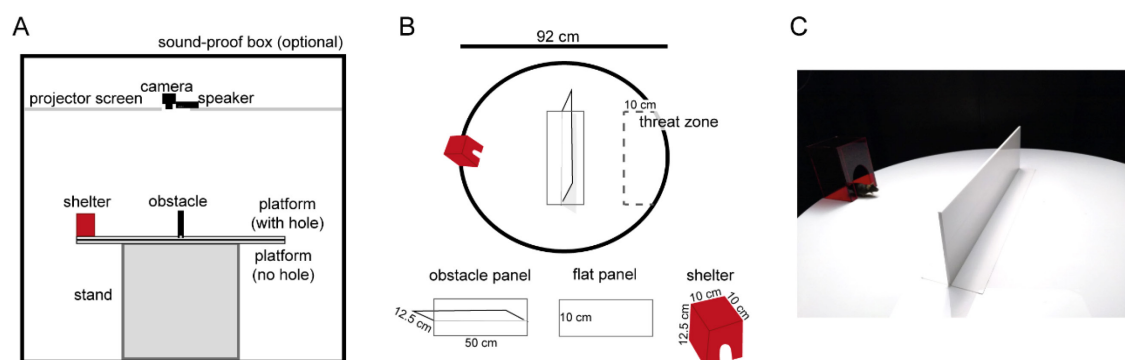 A
sound-proof box (optional)
camera
projector screen
speaker
shelter
obstacle
platform
(with hole)
platform
(no hole)
stand
B
92 cm
10 cm
threat zone
obstacle panel
flat panel
shelter
12.5 cm
50 cm
10 cm
10 cm
10 cm
12.5 cm
C